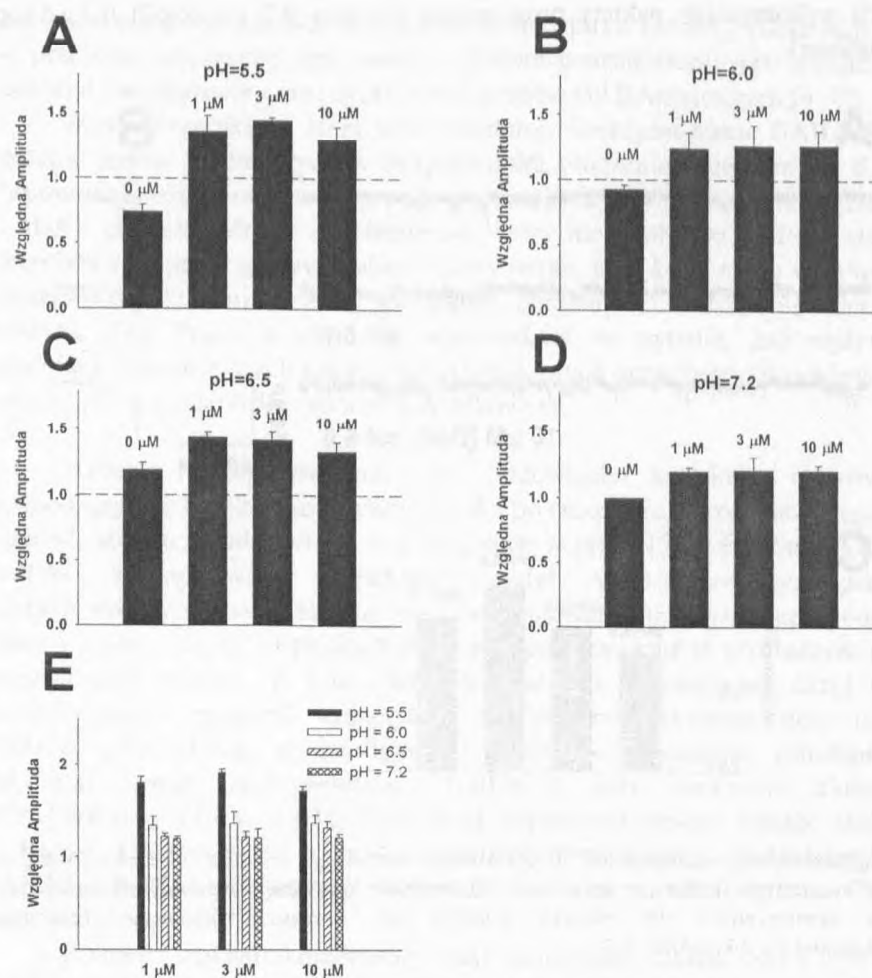 A
pH=5.5
Względna Amplituda
1.5
1.0
0.5
0.0
0 µM
1 µM
3 µM
10 µM
B
pH=6.0
Względna Amplituda
1.5
1.0
0.5
0.0
0 µM
1 µM
3 µM
10 µM
C
pH=6.5
Względna Amplituda
1.5
1.0
0.5
0.0
0 µM
1 µM
3 µM
10 µM
D
pH=7.2
Względna Amplituda
1.5
1.0
0.5
0.0
0 µM
1 µM
3 µM
10 µM
E
pH = 5.5
pH = 6.0
pH = 6.5
pH = 7.2
Względna Amplituda
2
1
0
1 µM
3 µM
10 µM